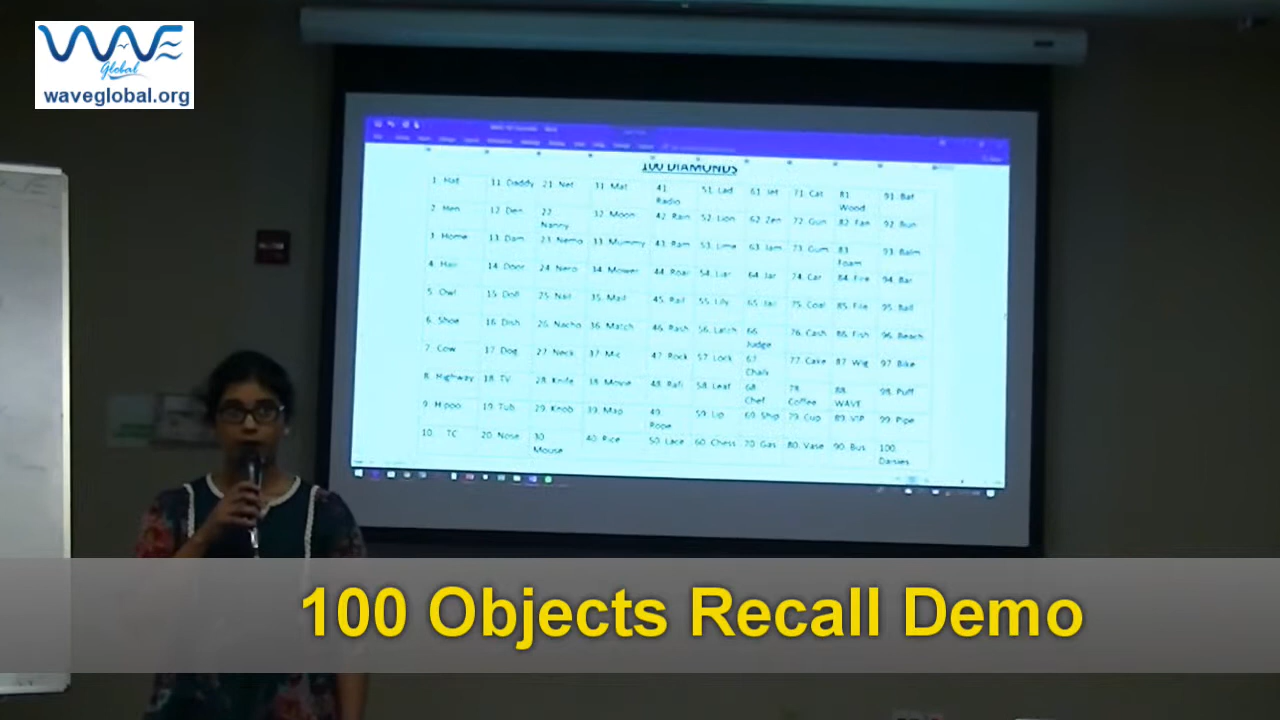 WAVE
Global
waveglobal.org
100 DIAMONDS
1. Hat 11. Daddy 21. Net 31. Mat 41. Radio 51. Lad 61. Jet 71. Cat 81. Wood 91. Bat
2. Hen 12. Den 22. Nanny 32. Moon 42. Rain 52. Lion 62. Zen 72. Gun 82. Fan 92. Bun
3. Home 13. Dam 23. Nemo 33. Mummy 43. Ram 53. Lime 63. Jam 73. Gum 83. Foam 93. Balm
4. Hair 14. Door 24. Nero 34. Mower 44. Roar 54. Liar 64. Jar 74. Car 84. Fire 94. Bar
5. Owl 15. Doll 25. Nail 35. Mail 45. Rail 55. Lily 65. Jail 75. Coal 85. File 95. Ball
6. Shoe 16. Dish 26. Nacho 36. Match 46. Rash 56. Latch 66. Judge 76. Cash 86. Fish 96. Beach
7. Cow 17. Dog 27. Neck 37. Mic 47. Rock 57. Lock 67. Chalk 77. Cake 87. Wig 97. Bike
8. Highway 18. TV 28. Knife 38. Movie 48. Rafi 58. Leaf 68. Chef 78. Coffee 88. WAVE 98. Puff
9. Hippo 19. Tub 29. Knob 39. Map 49. Rope 59. Lip 69. Ship 79. Cup 89. VIP 99. Pipe
10. TC 20. Nose 30. Mouse 40. Rice 50. Lace 60. Chess 70. Gas 80. Vase 90. Bus 100. Daisies
100 Objects Recall Demo